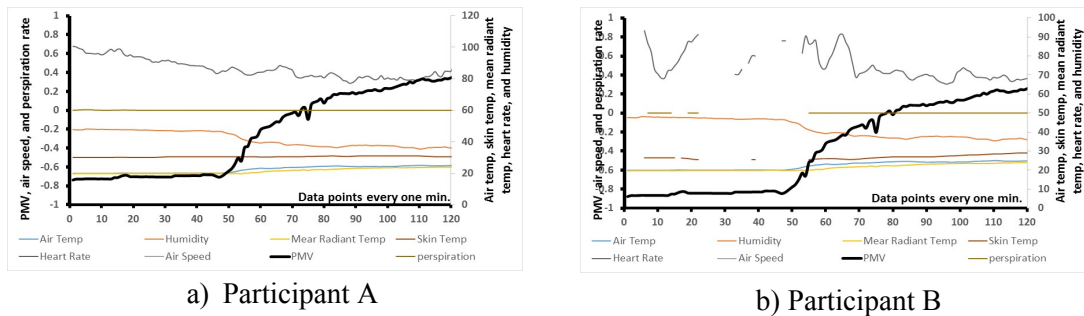 PMV, air speed, and perspiration rate
1
0.8
0.6
0.4
0.2
0
-0.2
-0.4
-0.6
-0.8
-1
0 10 20 30 40 50 60 70 80 90 100 110 120
Data points every one min.
120
100
80
60
40
20
0
Air temp, skin temp, mean radiant
temp, heart rate, and humidity
Air Temp Humidity Mear Radiant Temp Skin Temp
Heart Rate Air Speed PMV perspiration
a) Participant A
PMV, air speed, and perspiration rate
1
0.8
0.6
0.4
0.2
0
-0.2
-0.4
-0.6
-0.8
-1
0 10 20 30 40 50 60 70 80 90 100 110 120
Data points every one min.
100
90
80
70
60
50
40
30
20
10
0
Air temp, skin temp, mean radiant
temp, heart rate, and humidity
Air Temp Humidity Mear Radiant Temp Skin Temp
Heart Rate Air Speed PMV perspiration
b) Participant B